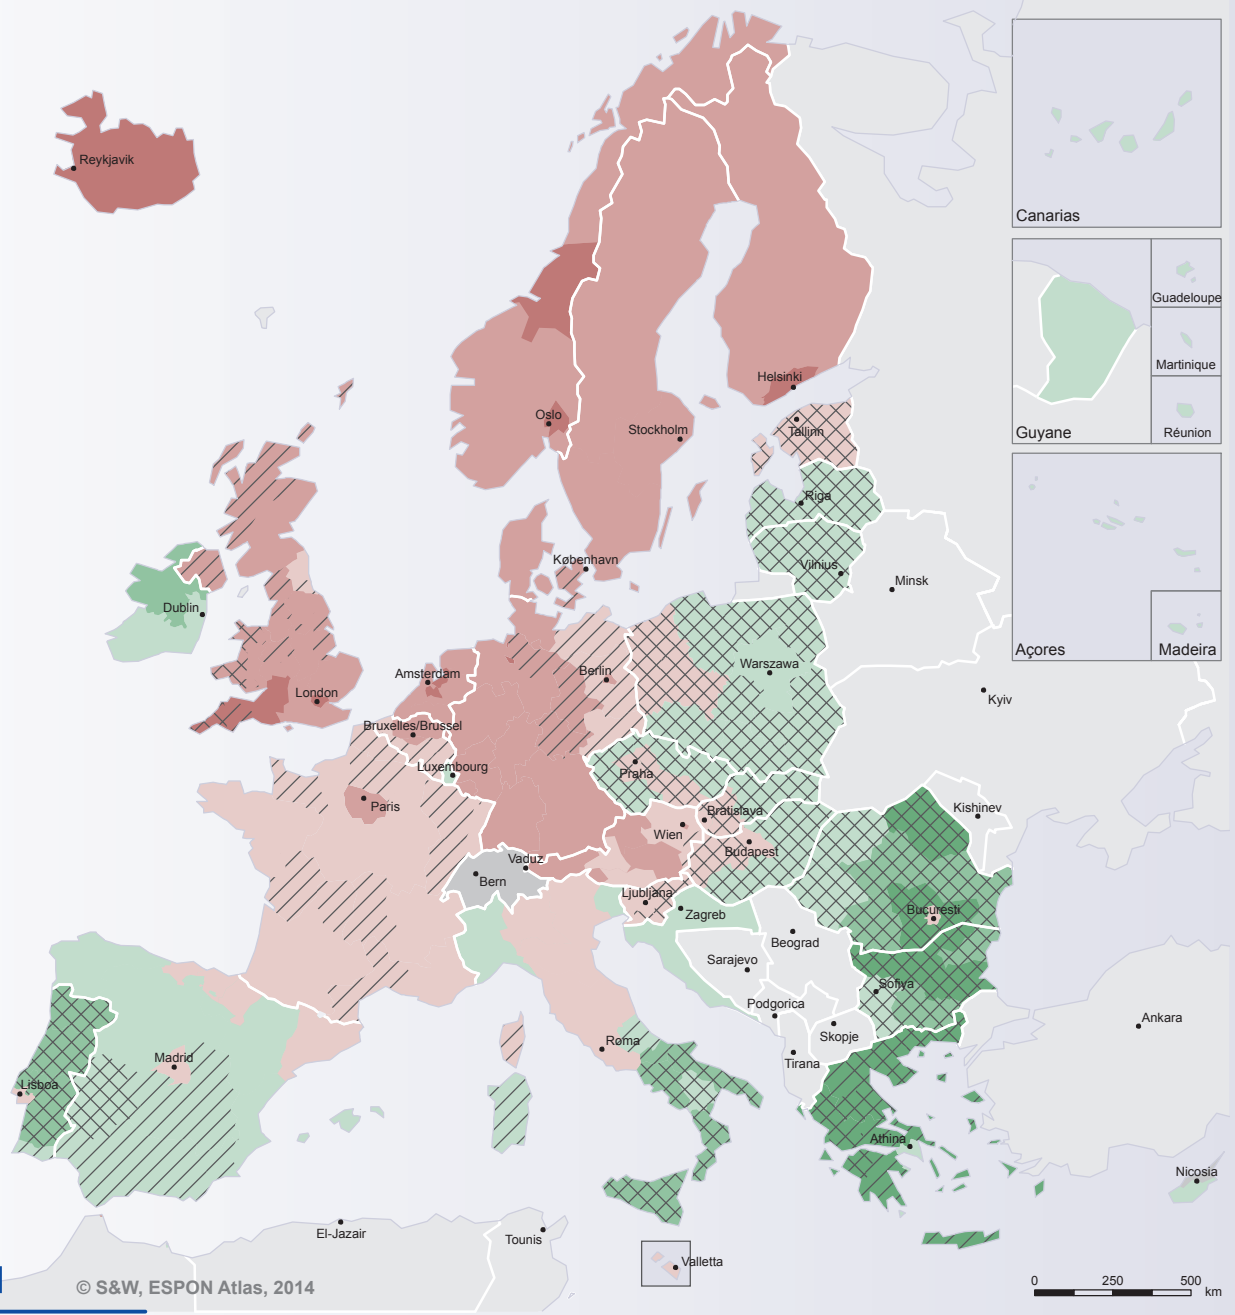 Reykjavik
Canarias
Guadeloupe
Martinique
Guyane
Réunion
Helsinki
Oslo
Stockholm
Tallinn
Riga
København
Vilnius
Minsk
Dublin
Açores
Madeira
Amsterdam
Berlin
Warszawa
London
Kyiv
Bruxelles/Brussel
Luxembourg
Praha
Paris
Bratislava
Kishinev
Wien
Budapest
Vaduz
Bern
Ljubljana
Zagreb
Bucuresti
Beograd
Sarajevo
Sofiya
Podgorica
Ankara
Skopje
Roma
Madrid
Tirana
Lisboa
Athina
Nicosia
El-Jazair
Tounis
Valletta
© S&W, ESPON Atlas, 2014
0 250 500
km